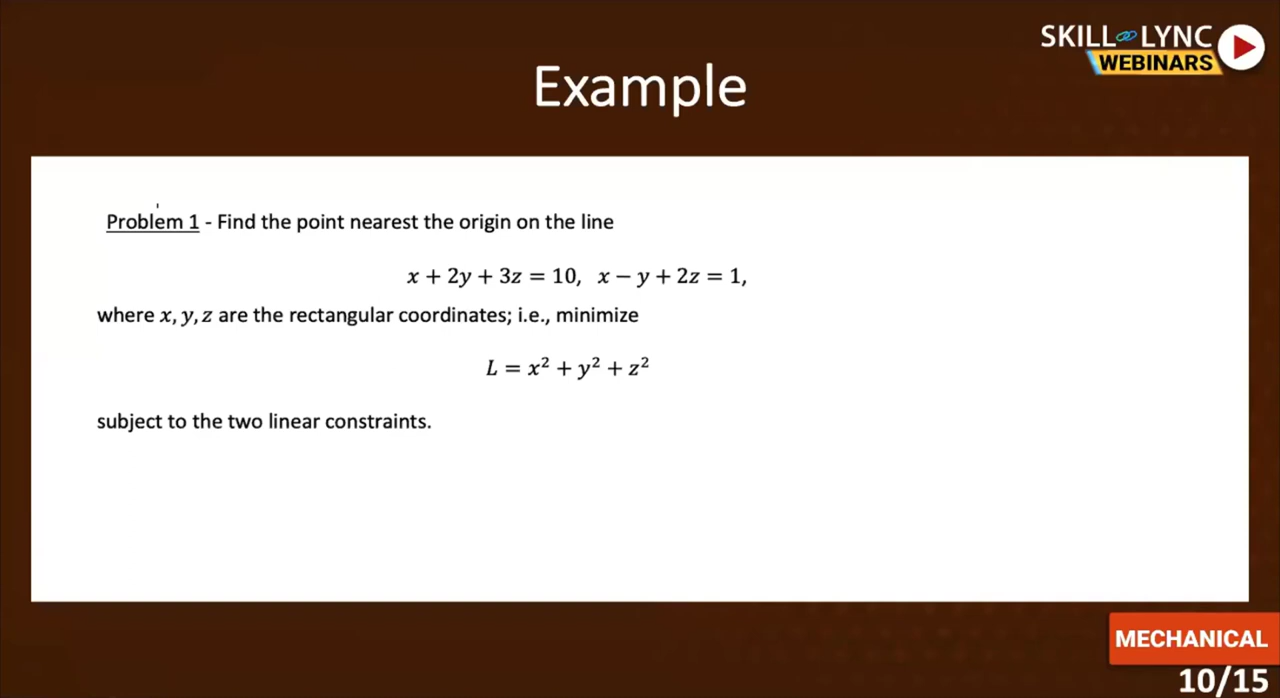 SKILL LYNC
WEBINARS
Example
Problem 1 - Find the point nearest the origin on the line
x + 2y + 3z = 10,  x − y + 2z = 1,
where x, y, z are the rectangular coordinates; i.e., minimize
L = x² + y² + z²
subject to the two linear constraints.
MECHANICAL
10/15